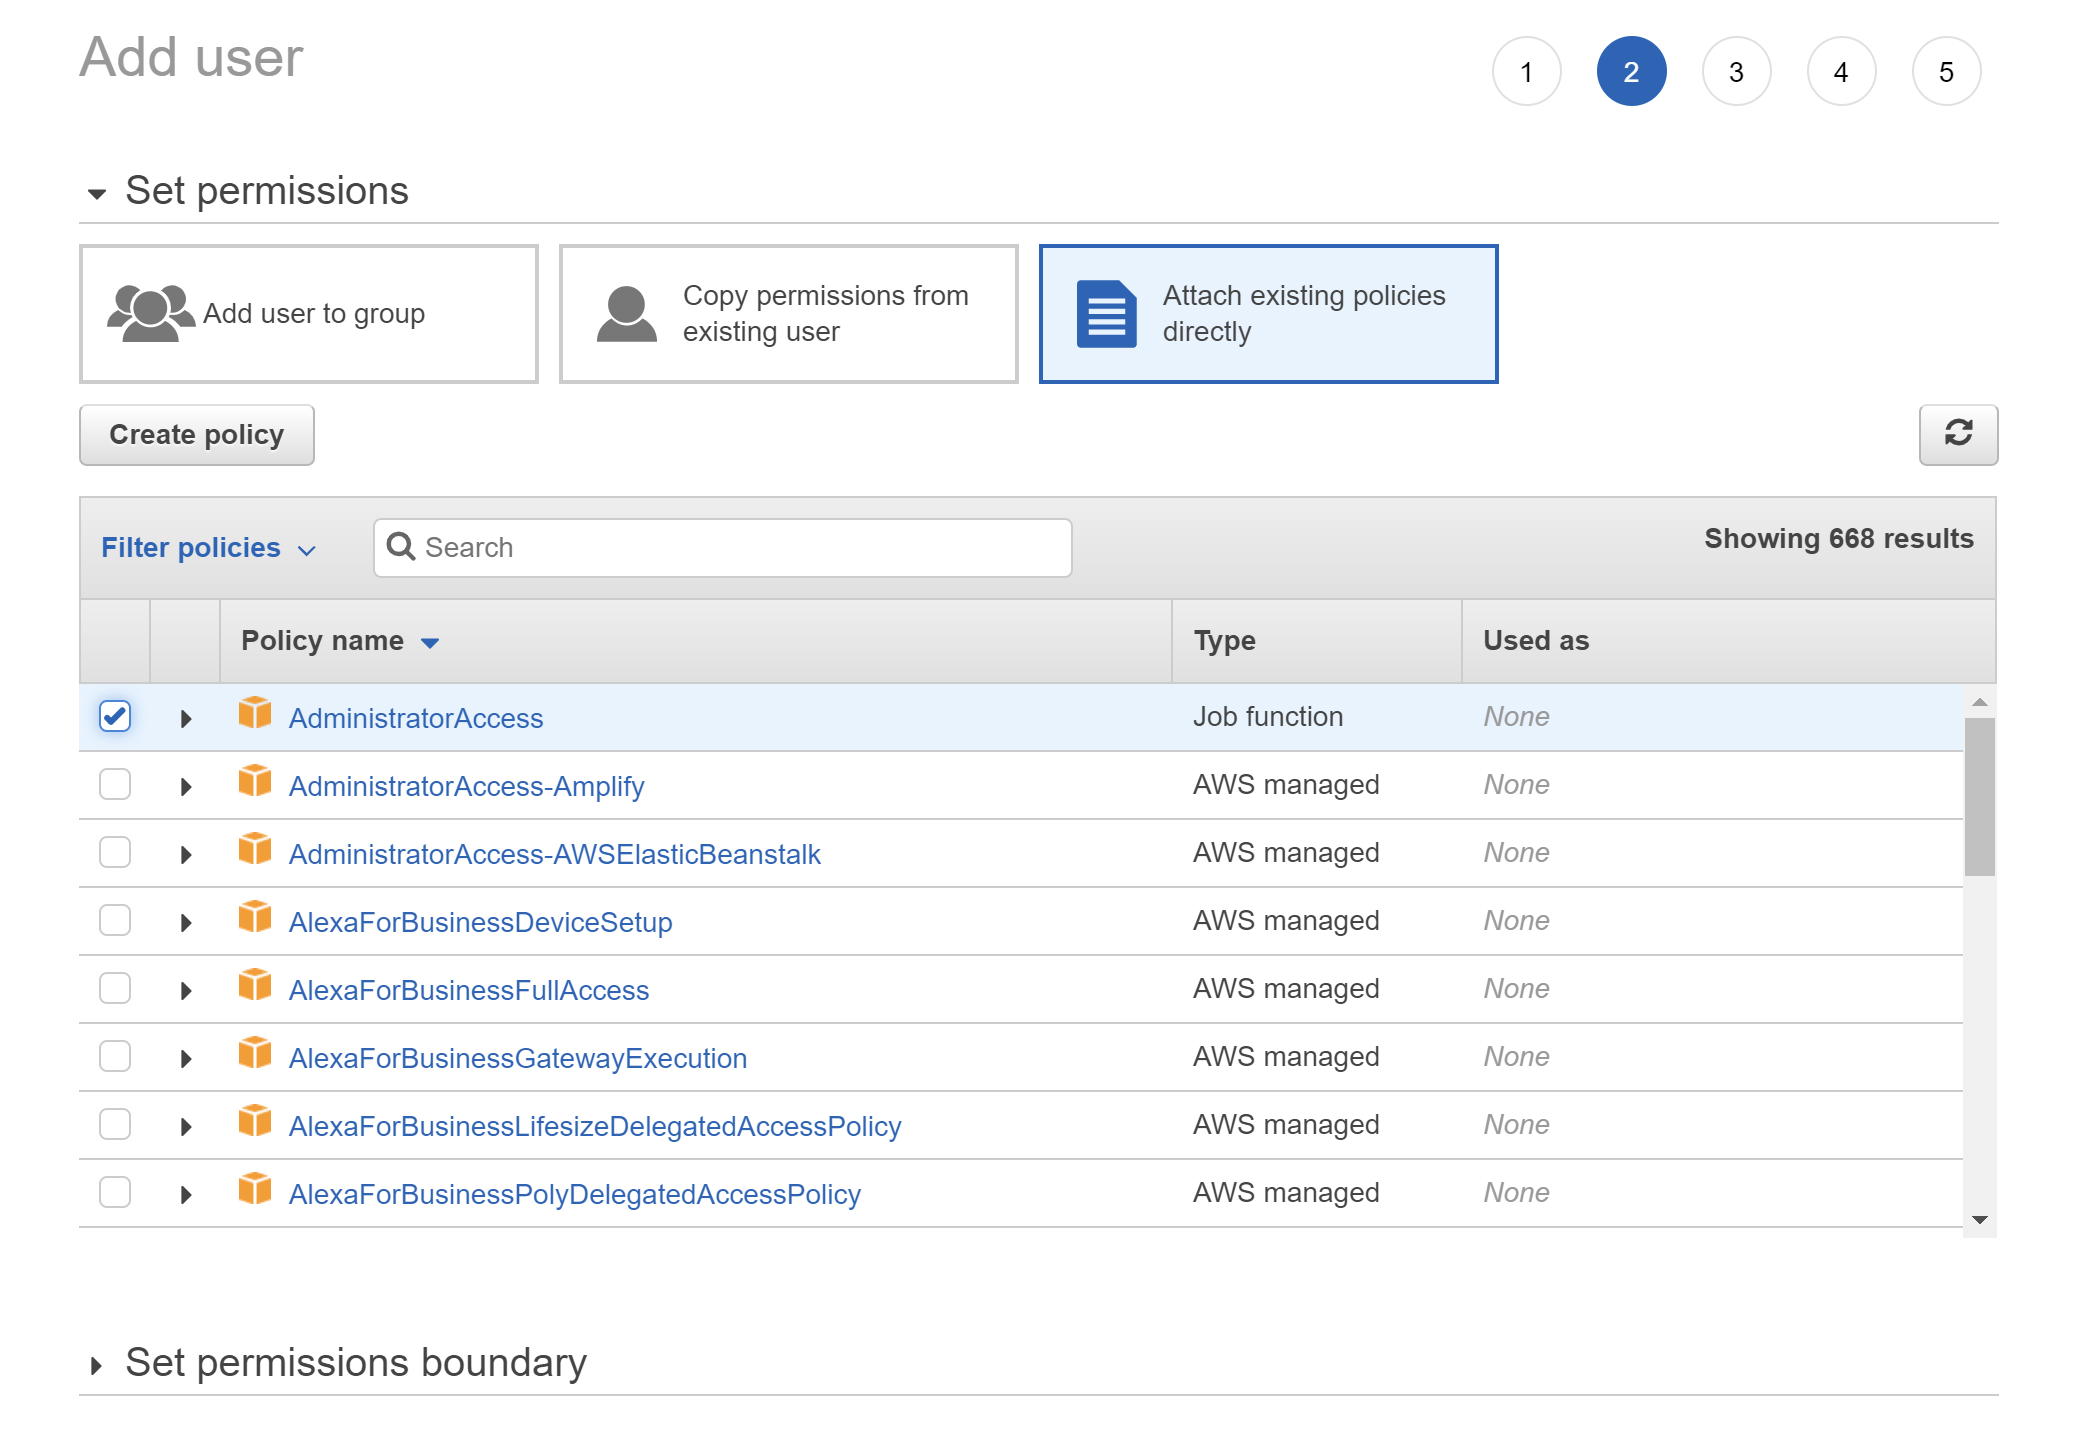 Add user
1 2 3 4 5
Set permissions
Add user to group
Copy permissions from
existing user
Attach existing policies
directly
Create policy
Filter policies Search Showing 668 results
Policy name Type Used as
AdministratorAccess Job function None
AdministratorAccess-Amplify AWS managed None
AdministratorAccess-AWSElasticBeanstalk AWS managed None
AlexaForBusinessDeviceSetup AWS managed None
AlexaForBusinessFullAccess AWS managed None
AlexaForBusinessGatewayExecution AWS managed None
AlexaForBusinessLifesizeDelegatedAccessPolicy AWS managed None
AlexaForBusinessPolyDelegatedAccessPolicy AWS managed None
Set permissions boundary